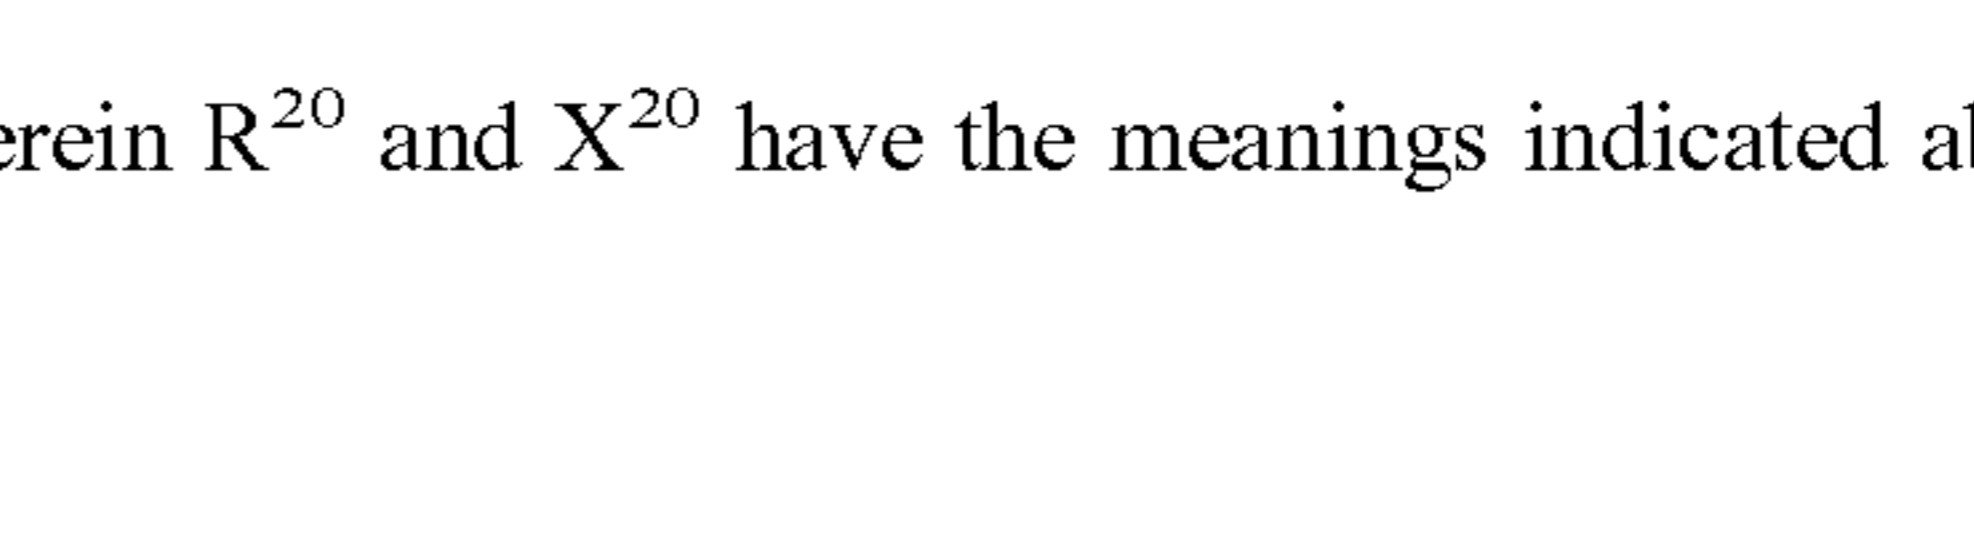 erein R²⁰ and X²⁰ have the meanings indicated